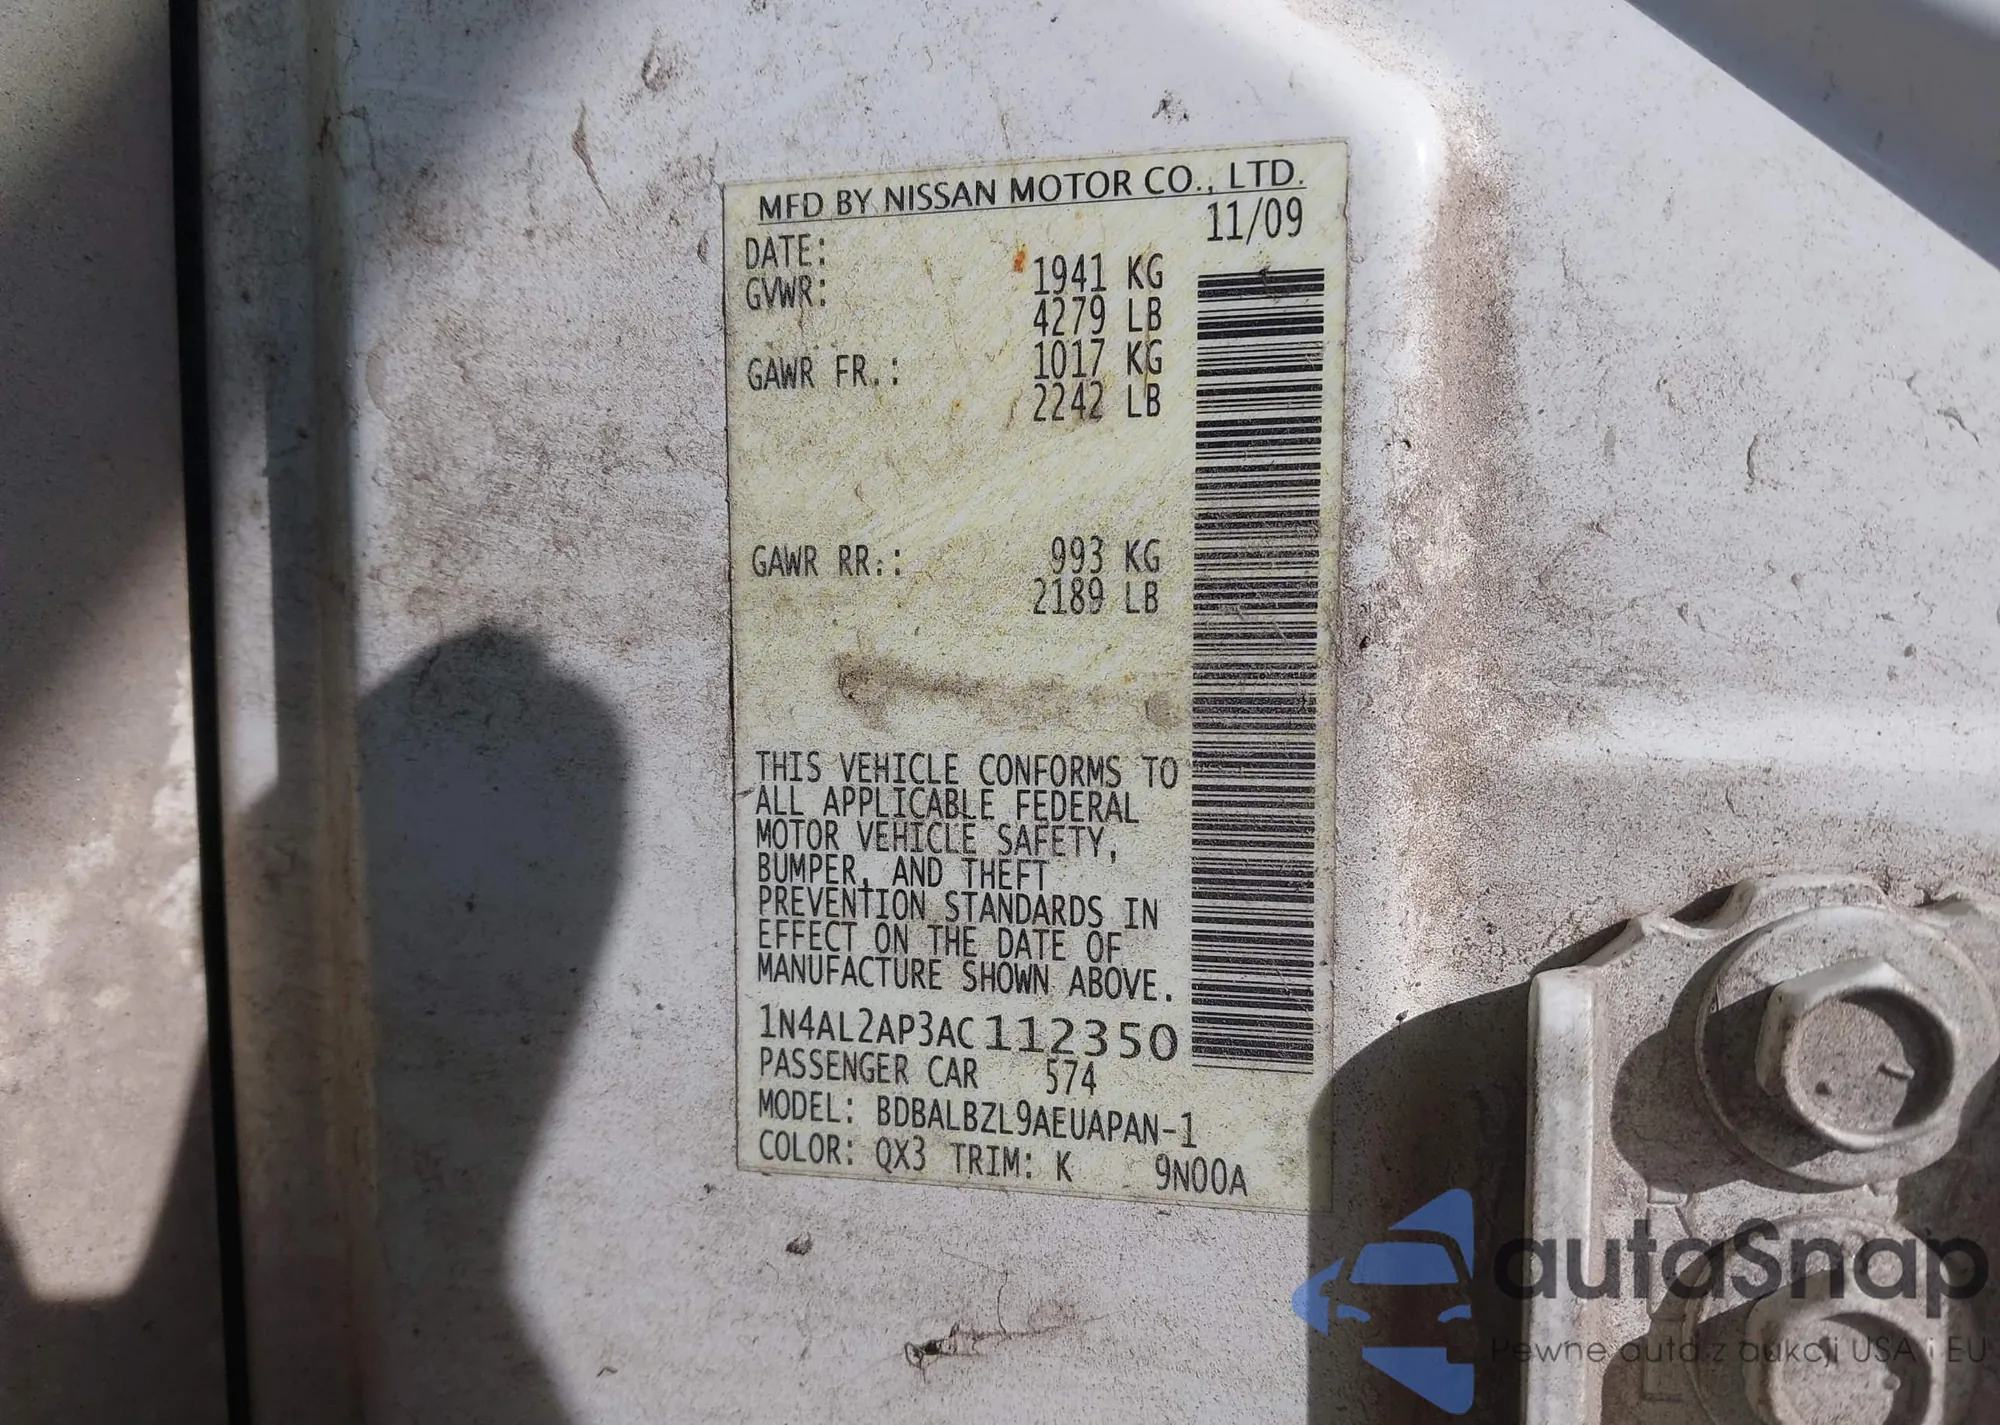 MFD BY NISSAN MOTOR CO., LTD.
DATE: 11/09
GVWR: 1941 KG
4279 LB
GAWR FR.: 1017 KG
2242 LB
GAWR RR.: 993 KG
2189 LB
THIS VEHICLE CONFORMS TO
ALL APPLICABLE FEDERAL
MOTOR VEHICLE SAFETY,
BUMPER, AND THEFT
PREVENTION STANDARDS IN
EFFECT ON THE DATE OF
MANUFACTURE SHOWN ABOVE.
1N4AL2AP3AC112350
PASSENGER CAR 574
MODEL: BDBALBZL9AEUAPAN-1
COLOR: QX3 TRIM: K 9N00A
autaSnap
Pewne auta z aukcji USA i EU